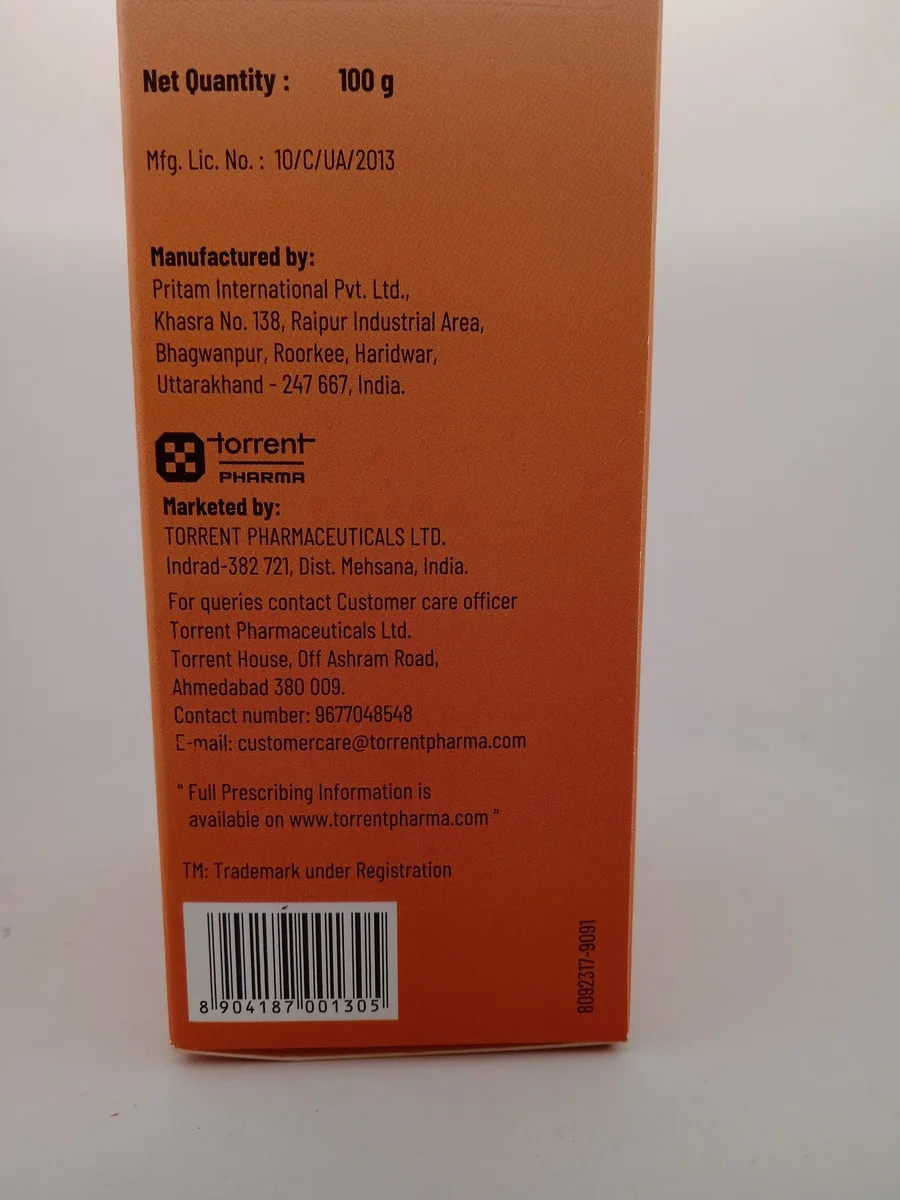 Net Quantity : 100 g
Mfg. Lic. No. : 10/C/UA/2013
Manufactured by:
Pritam International Pvt. Ltd.,
Khasra No. 138, Raipur Industrial Area,
Bhagwanpur, Roorkee, Haridwar,
Uttarakhand - 247 667, India.
torrent
PHARMA
Marketed by:
TORRENT PHARMACEUTICALS LTD.
Indrad-382 721, Dist. Mehsana, India.
For queries contact Customer care officer
Torrent Pharmaceuticals Ltd.
Torrent House, Off Ashram Road,
Ahmedabad 380 009.
Contact number: 9677048548
E-mail: customercare@torrentpharma.com
" Full Prescribing Information is
available on www.torrentpharma.com "
TM: Trademark under Registration
8 904187 001305
8092317-9091